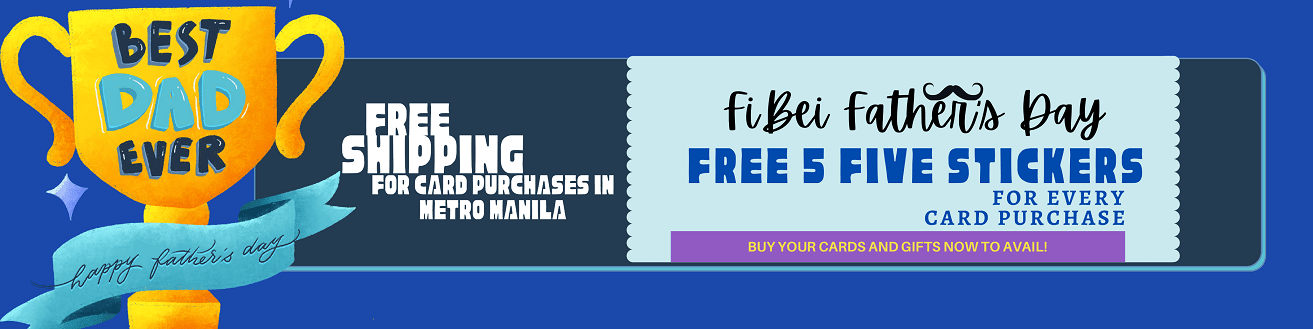 BEST
DAD
EVER
happy father's day
FREE
SHIPPING
FOR CARD PURCHASES IN
METRO MANILA
FiBei Father's Day
FREE 5 FIVE STICKERS
FOR EVERY
CARD PURCHASE
BUY YOUR CARDS AND GIFTS NOW TO AVAIL!